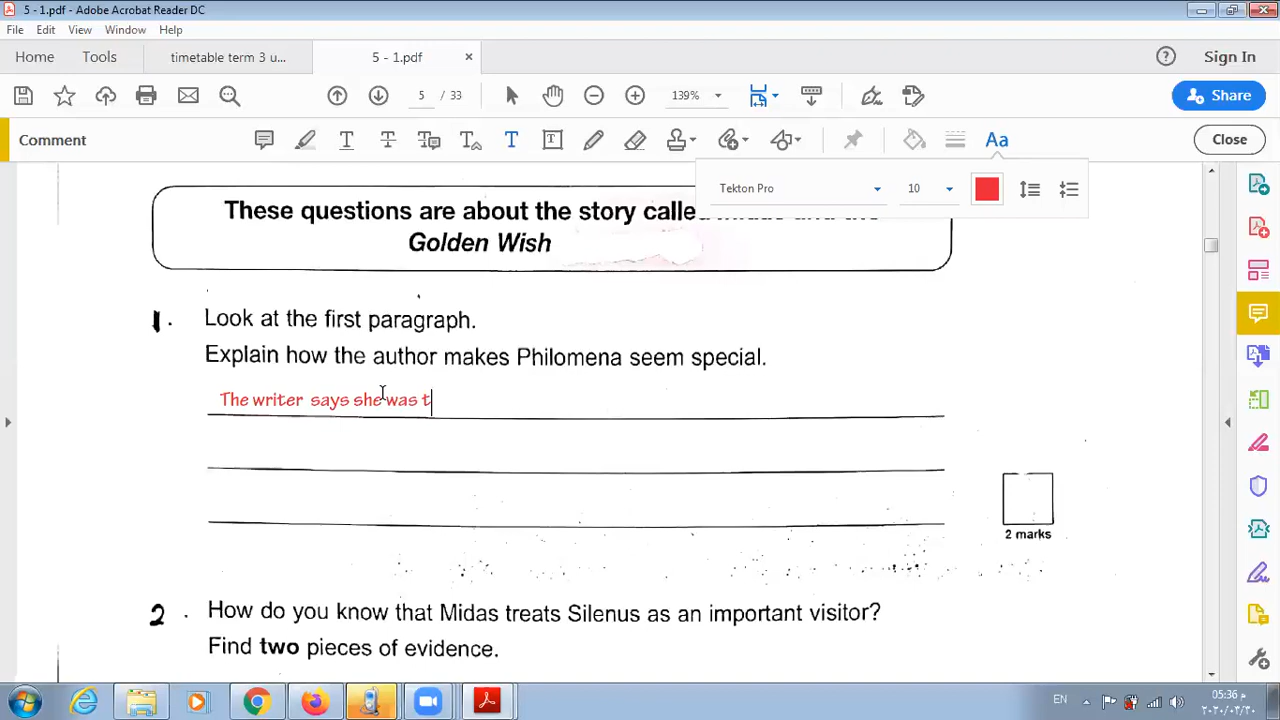 5 - 1.pdf - Adobe Acrobat Reader DC
File Edit View Window Help
Home Tools timetable term 3 u... 5 - 1.pdf × Sign In
5 / 33 139% Share
Comment Aa Close
Tekton Pro 10
These questions are about the story called
Golden Wish
1. Look at the first paragraph.
Explain how the author makes Philomena seem special.
The writer says she was t
2 marks
2. How do you know that Midas treats Silenus as an important visitor?
Find two pieces of evidence.
EN 05:36 م
٢٠٢٠/٠٣/٣٠